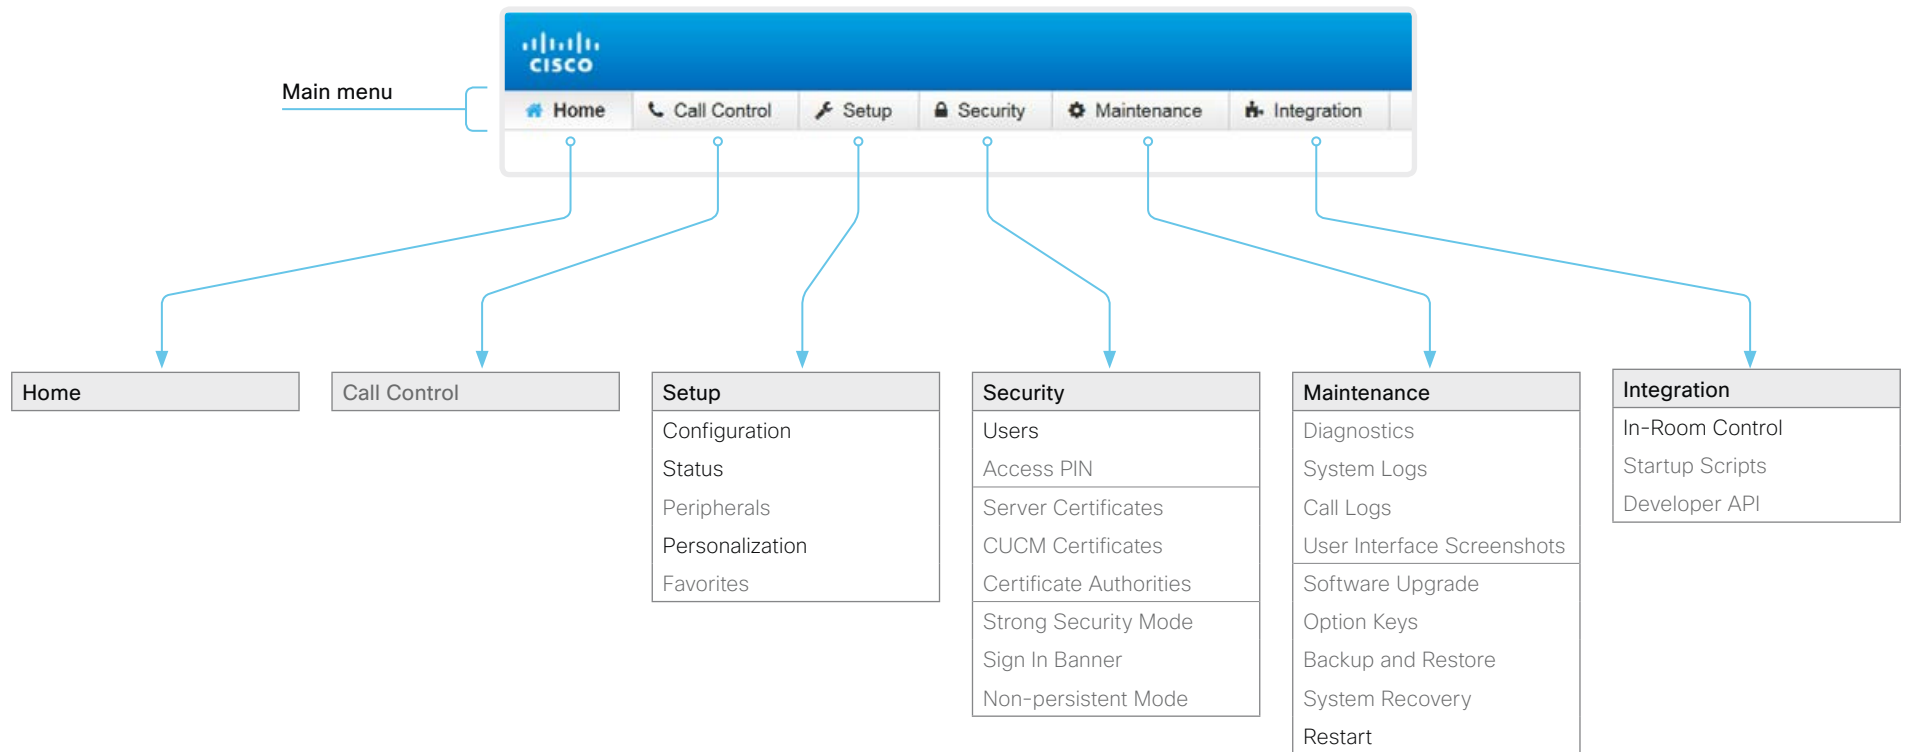 CISCO
Main menu
Home Call Control Setup Security Maintenance Integration
Home
Call Control
Setup
Configuration
Status
Peripherals
Personalization
Favorites
Security
Users
Access PIN
Server Certificates
CUCM Certificates
Certificate Authorities
Strong Security Mode
Sign In Banner
Non-persistent Mode
Maintenance
Diagnostics
System Logs
Call Logs
User Interface Screenshots
Software Upgrade
Option Keys
Backup and Restore
System Recovery
Restart
Integration
In-Room Control
Startup Scripts
Developer API